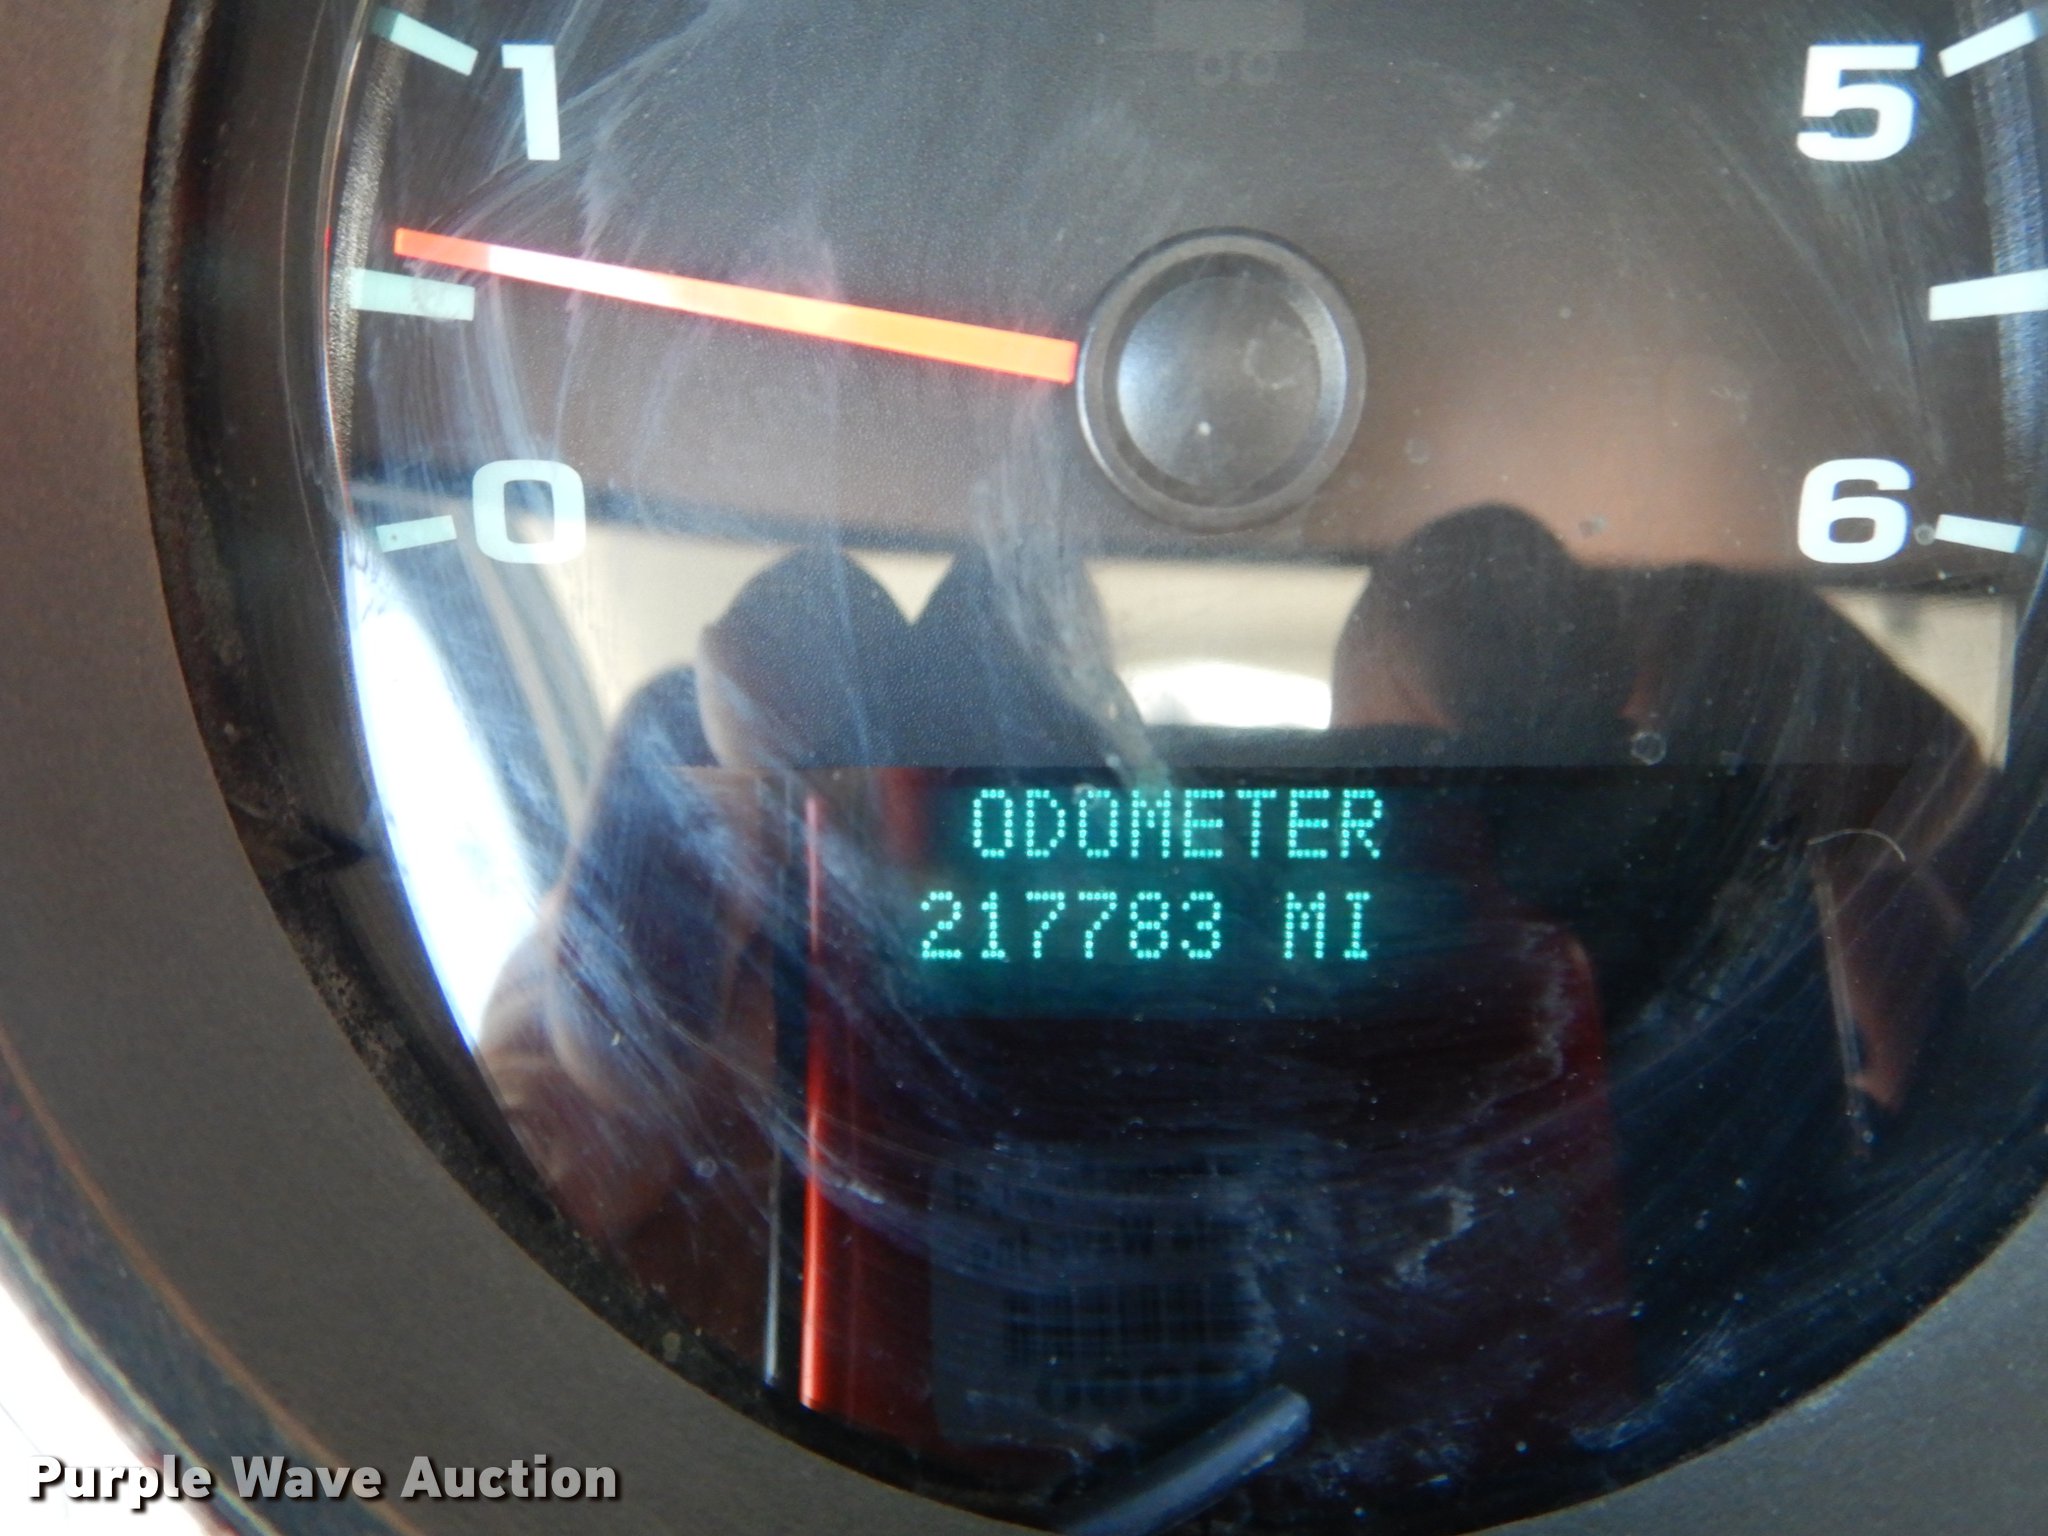 1
5
0
6
ODOMETER
217783 MI
Purple Wave Auction